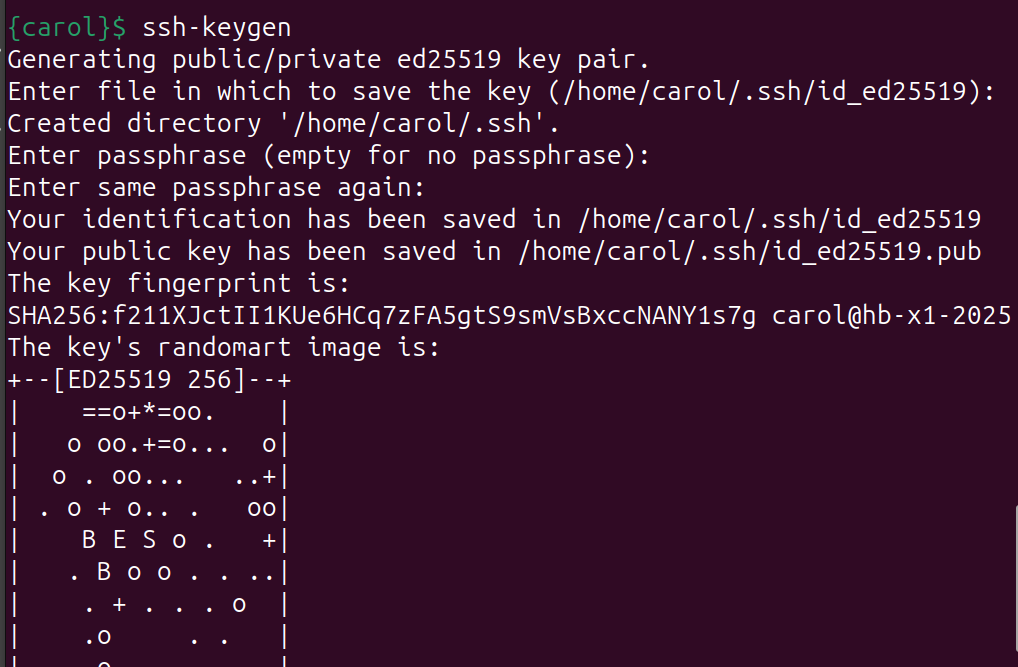 {carol}$ ssh-keygen
Generating public/private ed25519 key pair.
Enter file in which to save the key (/home/carol/.ssh/id_ed25519):
Created directory '/home/carol/.ssh'.
Enter passphrase (empty for no passphrase):
Enter same passphrase again:
Your identification has been saved in /home/carol/.ssh/id_ed25519
Your public key has been saved in /home/carol/.ssh/id_ed25519.pub
The key fingerprint is:
SHA256:f211XJctII1KUe6HCq7zFA5gtS9smVsBxccNANY1s7g carol@hb-x1-2025
The key's randomart image is:
+--[ED25519 256]--+
|    ==o+*=oo.    |
|   o oo.+=o...  o|
|  o . oo...   ..+|
| . o + o.. .   oo|
|    B E S o .   +|
|   . B o o . . ..|
|    . + . . . o  |
|    .o     . .   |
|     o           |